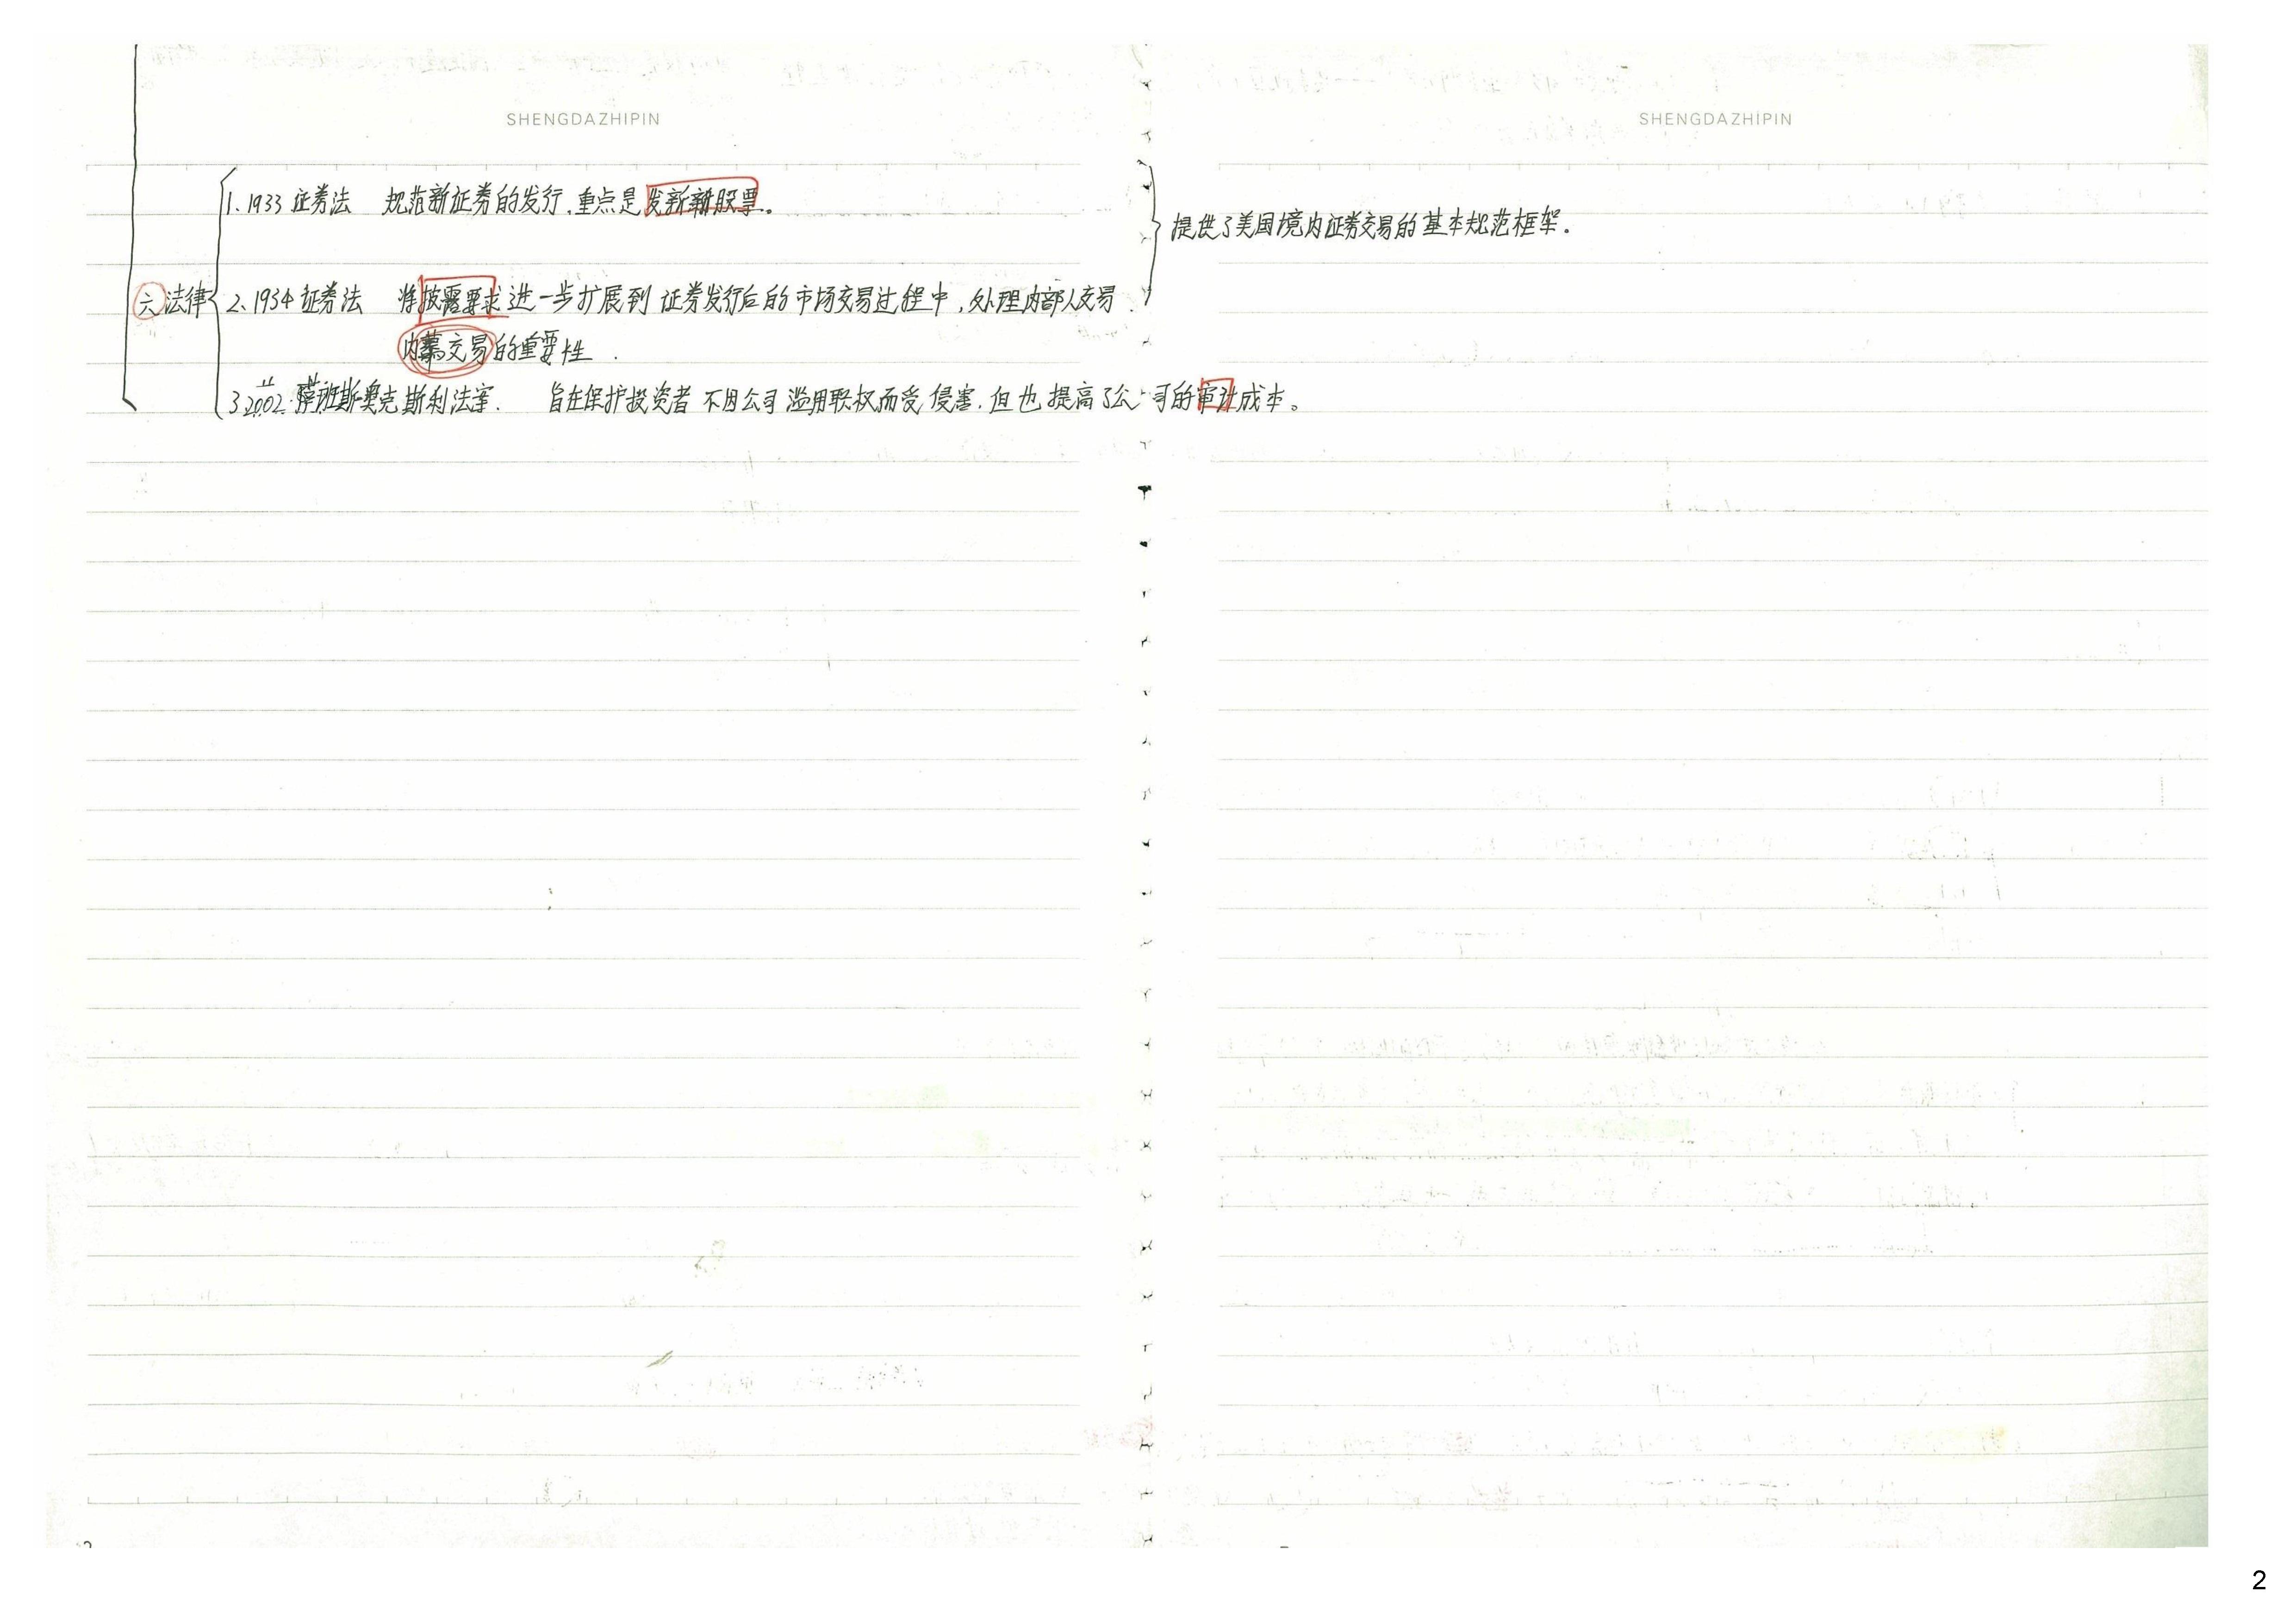 SHENGDAZHIPIN
SHENGDAZHIPIN
1、1933 证券法 规范新证券的发行，重点是发新新股票。
提供了美国境内证券交易的基本规范框架。
六 法律 2、1934 证券法 将披露要求进一步扩展到 证券发行后的市场交易过程中，处理内部人交易
内幕交易的重要性 .
3 2002 萨班斯·奥克斯利法案. 旨在保护投资者 不因公司滥用职权而受侵害，但也提高了公司的审计成本。
2